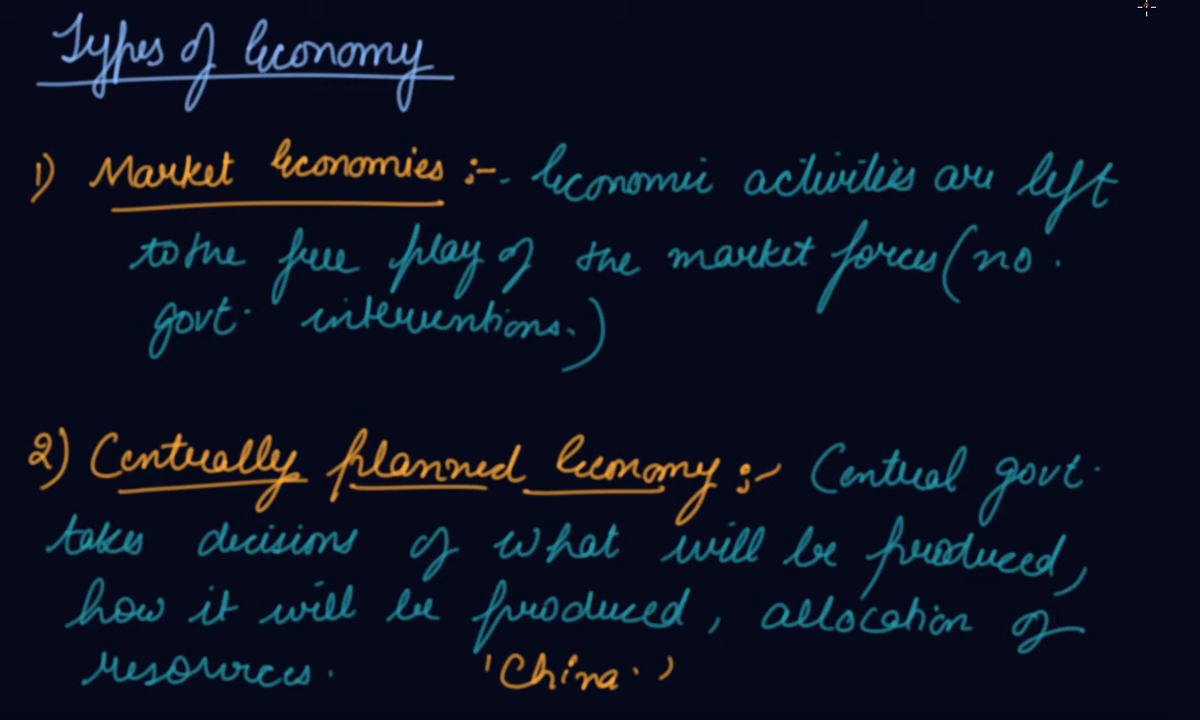 Types of Economy
1) Market Economies :- Economic activities are left
to the free play of the market forces (no.
govt. interventions.)
2) Centrally planned Economy :- Central govt.
takes decisions of what will be produced,
how it will be produced, allocation of
resources. 'China.'